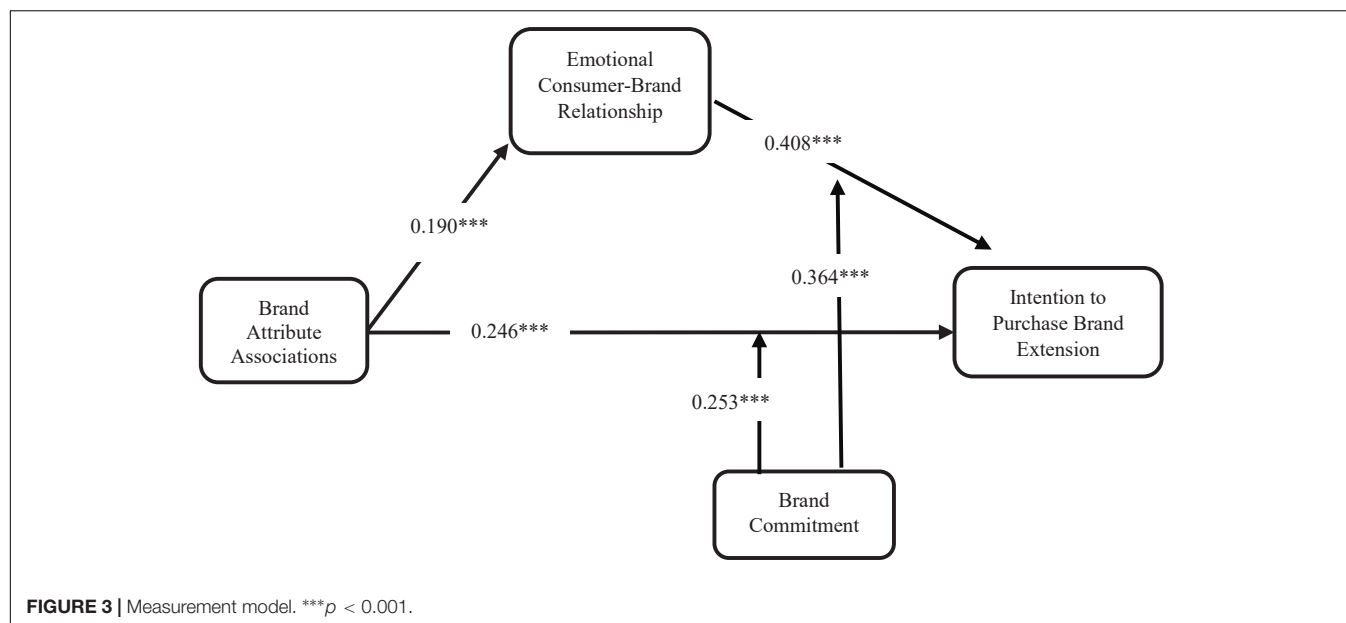 Emotional
Consumer-Brand
Relationship
0.408***
0.190***
0.364***
Brand
Attribute
Associations
0.246***
Intention to
Purchase Brand
Extension
0.253***
Brand
Commitment
FIGURE 3 | Measurement model. ***p < 0.001.